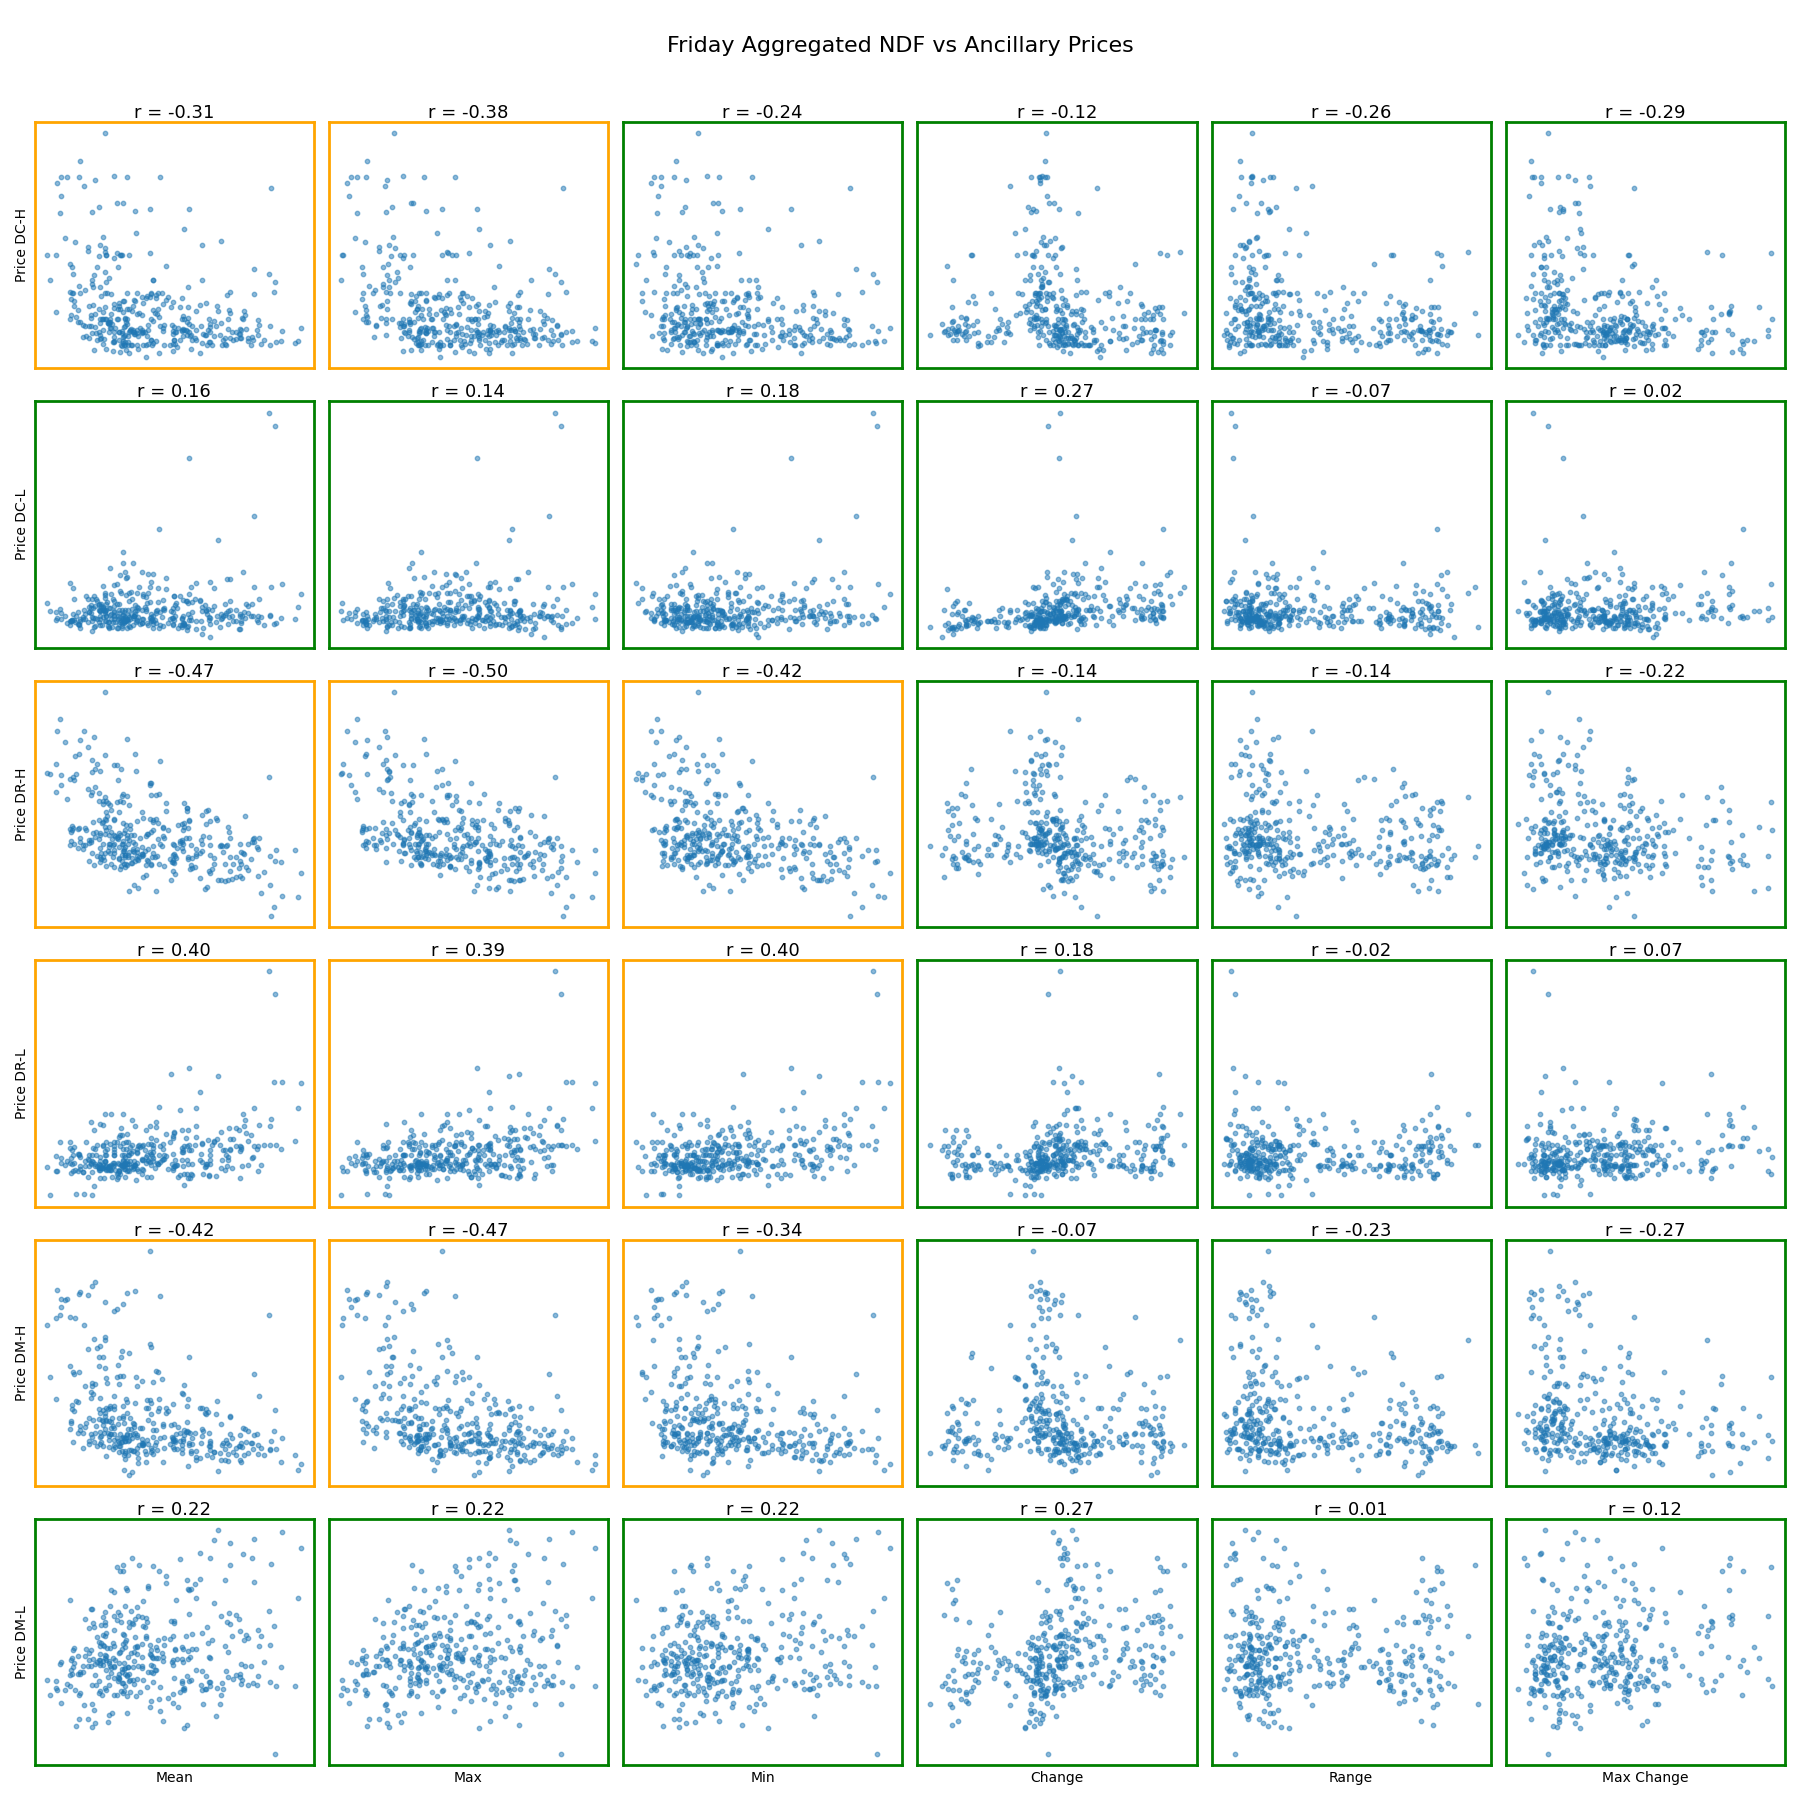 Friday Aggregated NDF vs Ancillary Prices
r = -0.31 r = -0.38 r = -0.24 r = -0.12 r = -0.26 r = -0.29
Price DC-H
r = 0.16 r = 0.14 r = 0.18 r = 0.27 r = -0.07 r = 0.02
Price DC-L
r = -0.47 r = -0.50 r = -0.42 r = -0.14 r = -0.14 r = -0.22
Price DR-H
r = 0.40 r = 0.39 r = 0.40 r = 0.18 r = -0.02 r = 0.07
Price DR-L
r = -0.42 r = -0.47 r = -0.34 r = -0.07 r = -0.23 r = -0.27
Price DM-H
r = 0.22 r = 0.22 r = 0.22 r = 0.27 r = 0.01 r = 0.12
Price DM-L
Mean Max Min Change Range Max Change